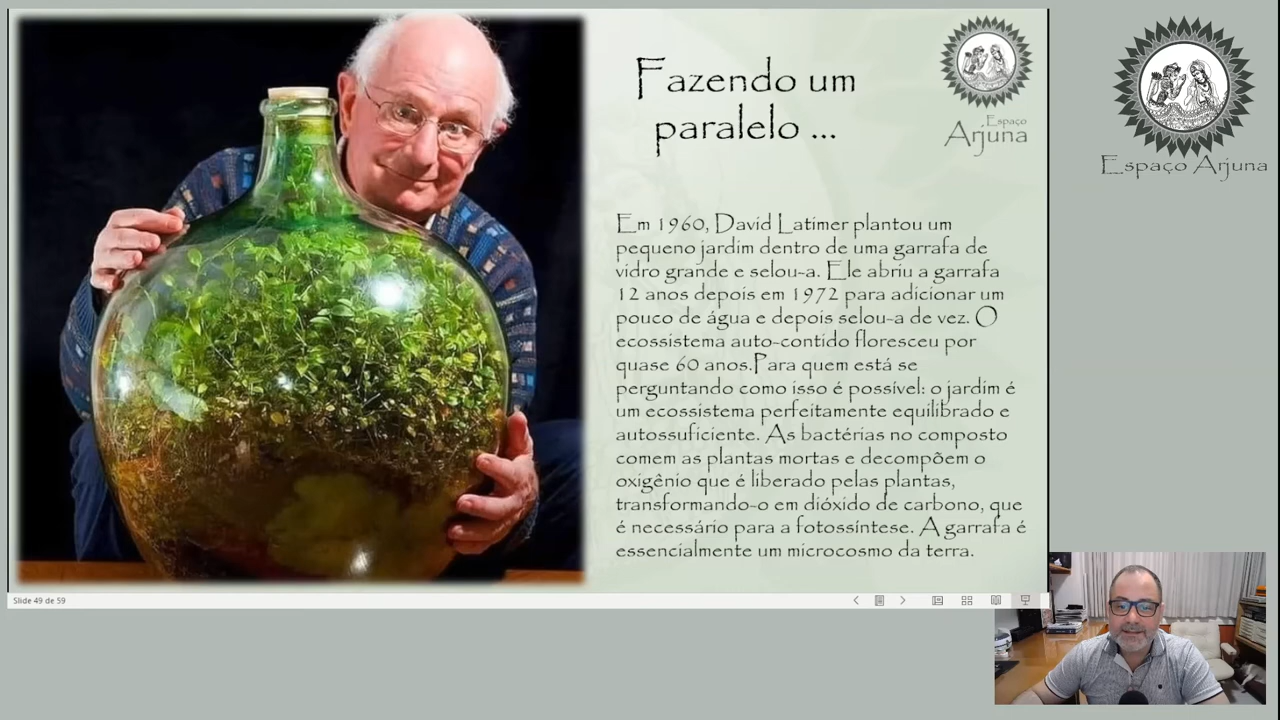 Fazendo um
paralelo ...
Espaço
Arjuna
Espaço Arjuna
Em 1960, David Latimer plantou um
pequeno jardim dentro de uma garrafa de
vidro grande e selou-a. Ele abriu a garrafa
12 anos depois em 1972 para adicionar um
pouco de água e depois selou-a de vez. O
ecossistema auto-contido floresceu por
quase 60 anos.Para quem está se
perguntando como isso é possível: o jardim é
um ecossistema perfeitamente equilibrado e
autossuficiente. As bactérias no composto
comem as plantas mortas e decompõem o
oxigênio que é liberado pelas plantas,
transformando-o em dióxido de carbono, que
é necessário para a fotossíntese. A garrafa é
essencialmente um microcosmo da terra.
Slide 49 de 59